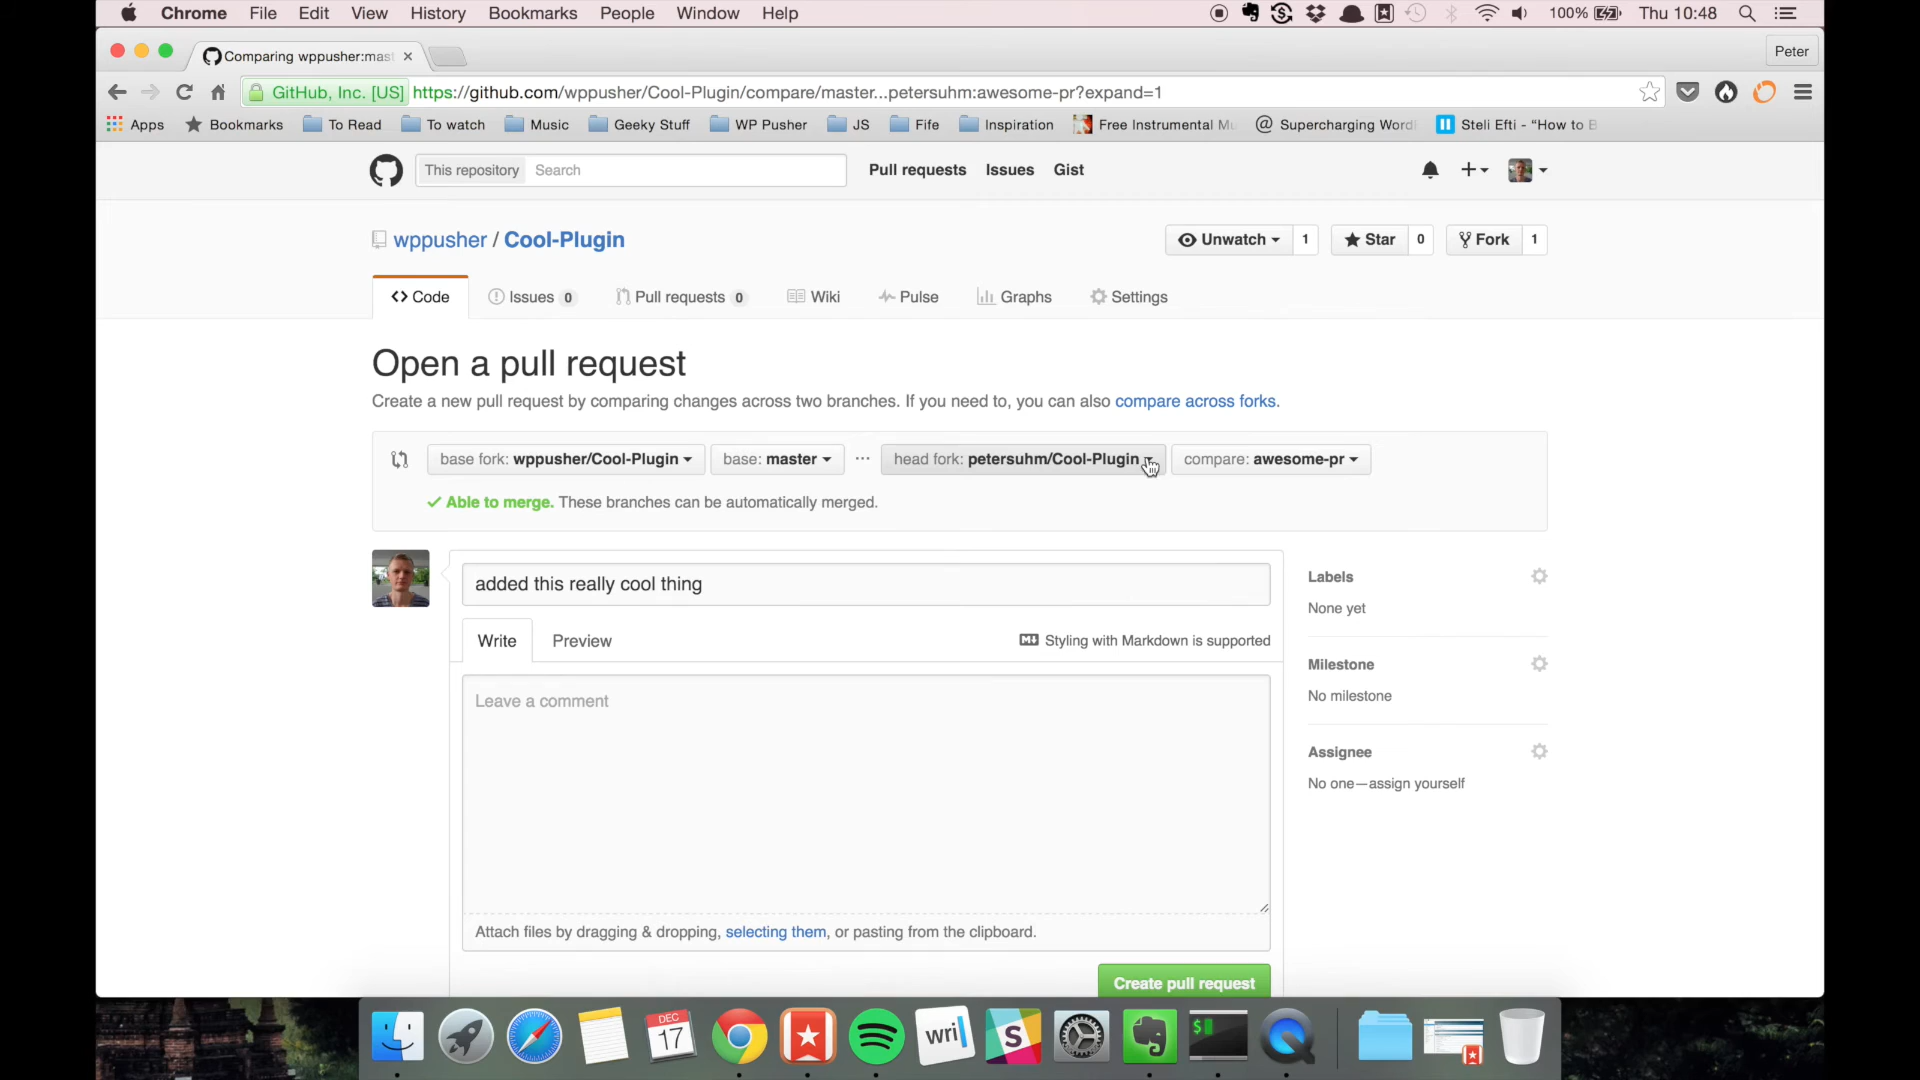 Chrome File Edit View History Bookmarks People Window Help 100% Thu 10:48
Comparing wppusher:mast Peter
GitHub, Inc. [US] https://github.com/wppusher/Cool-Plugin/compare/master...petersuhm:awesome-pr?expand=1
Apps Bookmarks To Read To watch Music Geeky Stuff WP Pusher JS Fife Inspiration Free Instrumental Mu Supercharging Word Steli Efti - “How to B
This repository Search Pull requests Issues Gist
wppusher / Cool-Plugin Unwatch 1 Star 0 Fork 1
Code Issues 0 Pull requests 0 Wiki Pulse Graphs Settings
Open a pull request
Create a new pull request by comparing changes across two branches. If you need to, you can also compare across forks.
base fork: wppusher/Cool-Plugin base: master ... head fork: petersuhm/Cool-Plugin compare: awesome-pr
Able to merge. These branches can be automatically merged.
added this really cool thing
Labels
None yet
Write Preview Styling with Markdown is supported
Milestone
No milestone
Leave a comment
Assignee
No one—assign yourself
Attach files by dragging & dropping, selecting them, or pasting from the clipboard.
Create pull request
DEC
17
wri
S
$